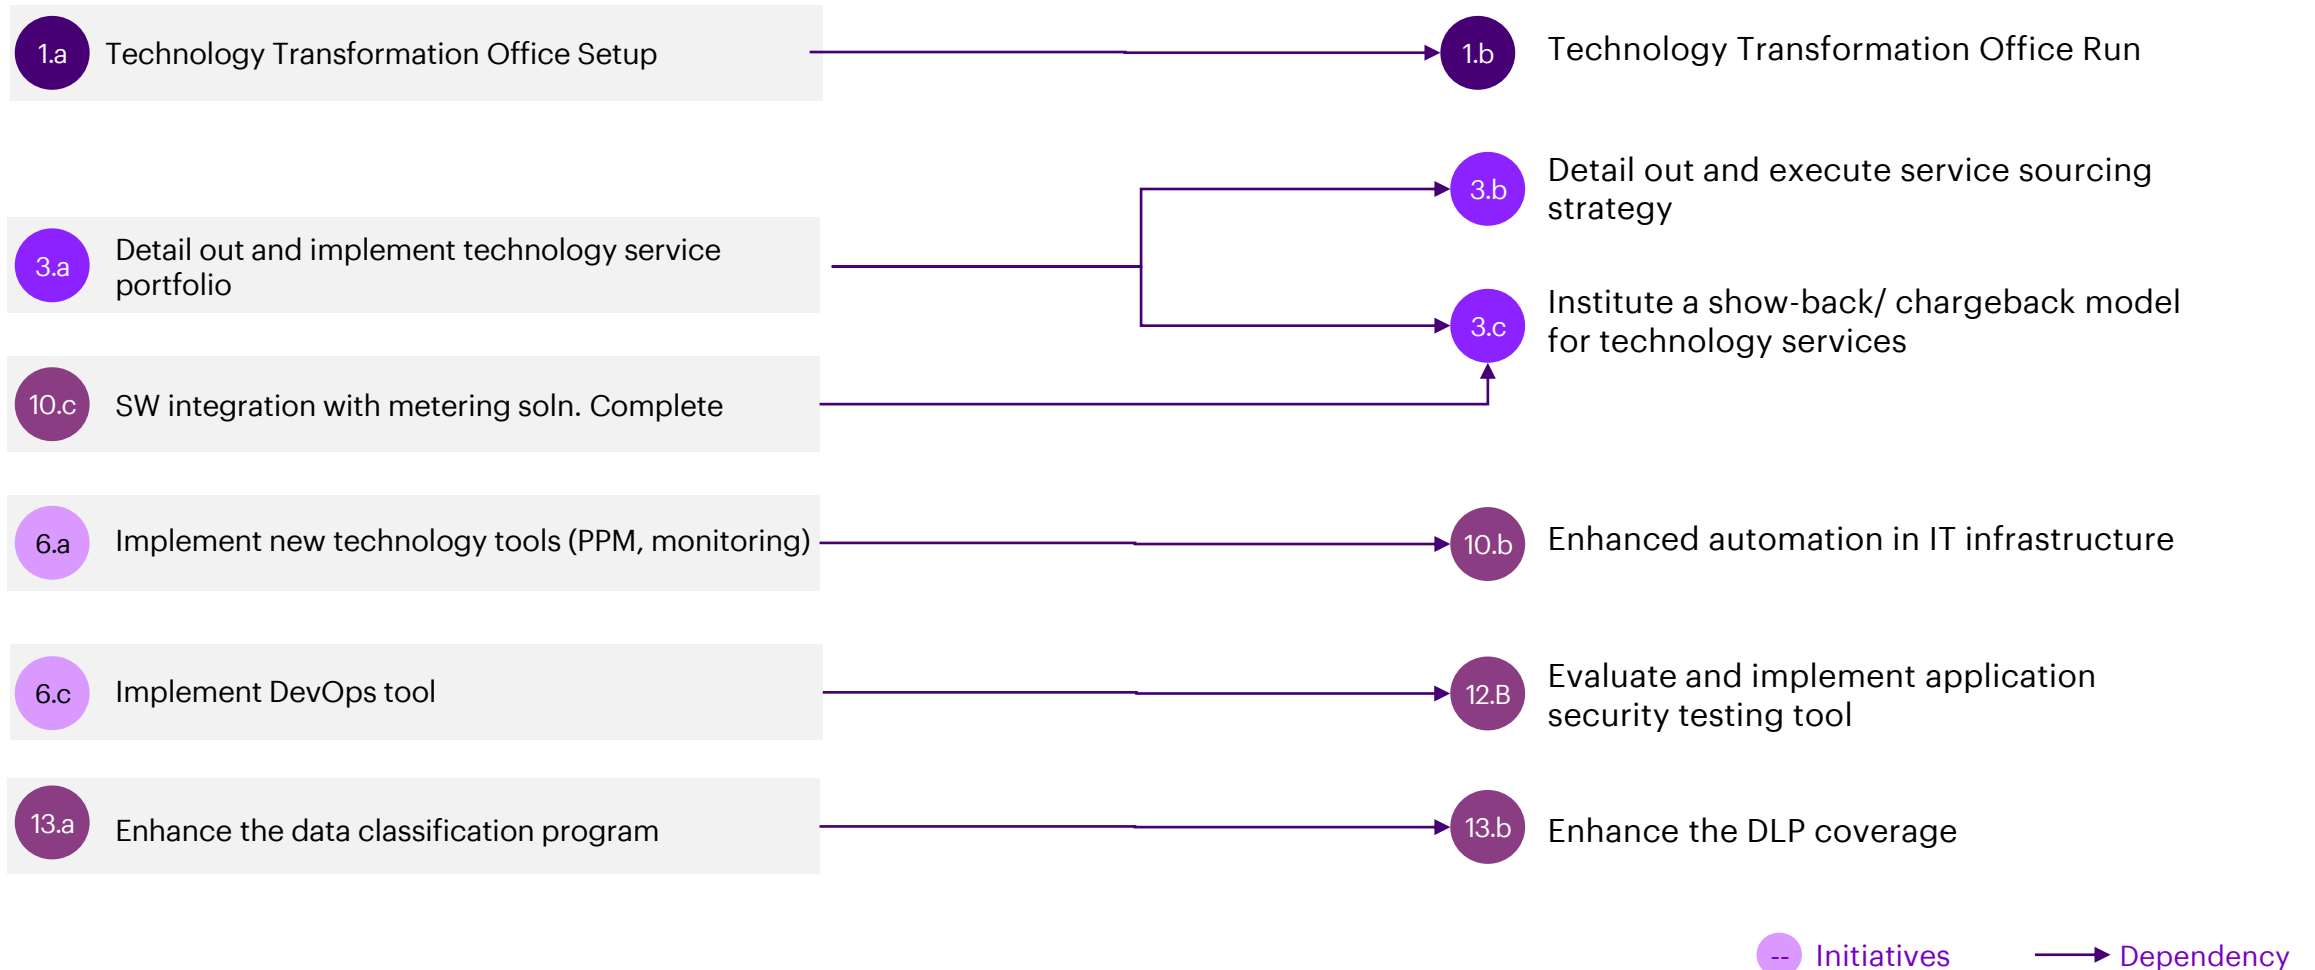 1.a Technology Transformation Office Setup
1.b Technology Transformation Office Run
3.a Detail out and implement technology service
portfolio
3.b Detail out and execute service sourcing
strategy
3.c Institute a show-back/ chargeback model
for technology services
10.c SW integration with metering soln. Complete
6.a Implement new technology tools (PPM, monitoring)
10.b Enhanced automation in IT infrastructure
6.c Implement DevOps tool
12.B Evaluate and implement application
security testing tool
13.a Enhance the data classification program
13.b Enhance the DLP coverage
-- Initiatives
Dependency